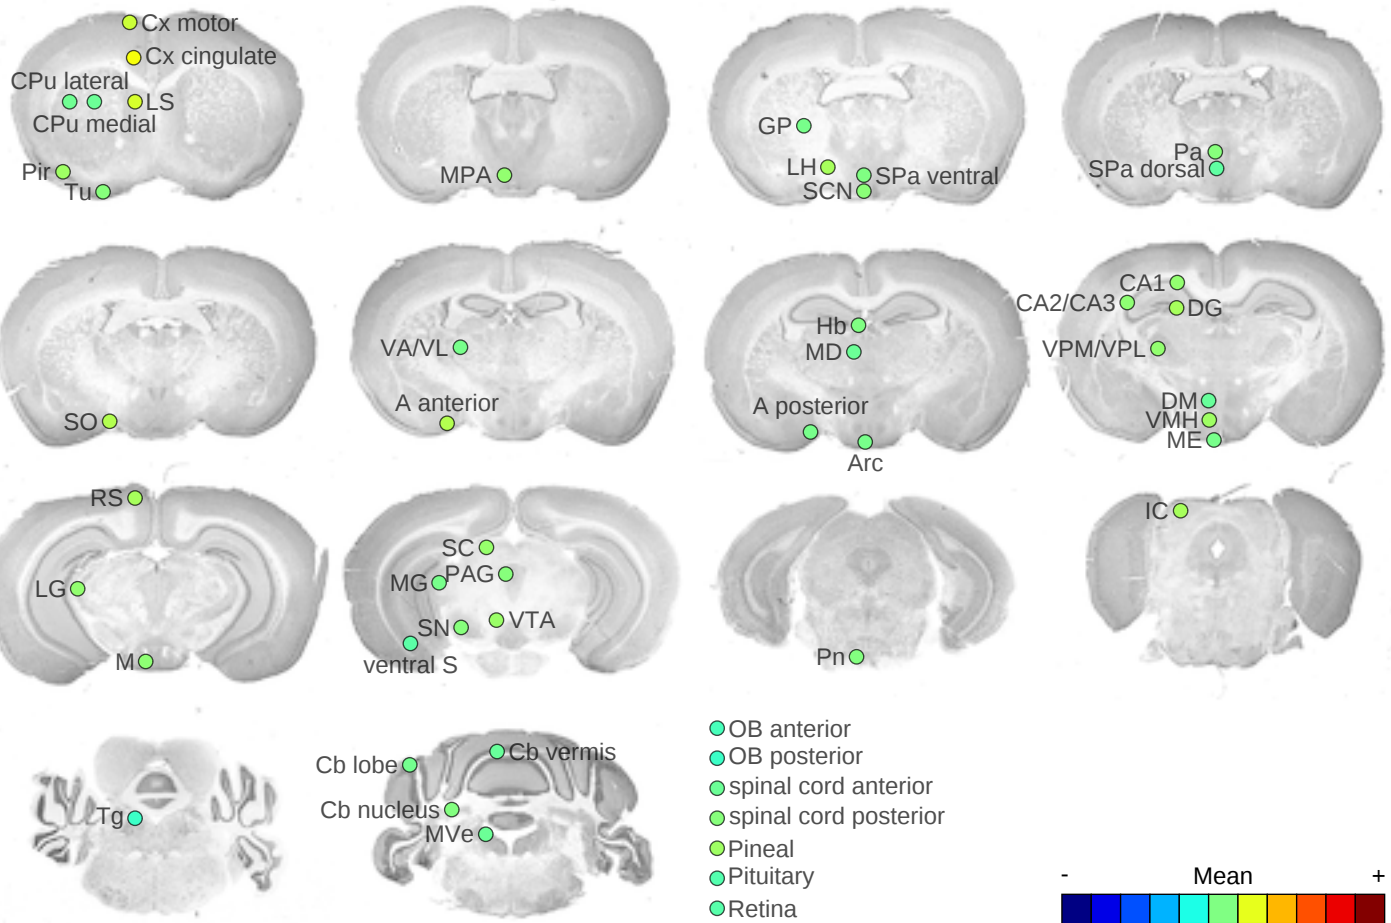 Cx motor
Cx cingulate
CPu lateral
LS
CPu medial
Pir
Tu
MPA
GP
LH
SPa ventral
SCN
Pa
SPa dorsal
SO
VA/VL
A anterior
Hb
MD
A posterior
Arc
CA1
CA2/CA3
DG
VPM/VPL
DM
VMH
ME
RS
LG
M
SC
MG
PAG
SN
VTA
ventral S
Pn
IC
Tg
Cb lobe
Cb vermis
Cb nucleus
MVe
OB anterior
OB posterior
spinal cord anterior
spinal cord posterior
Pineal
Pituitary
Retina
- Mean +